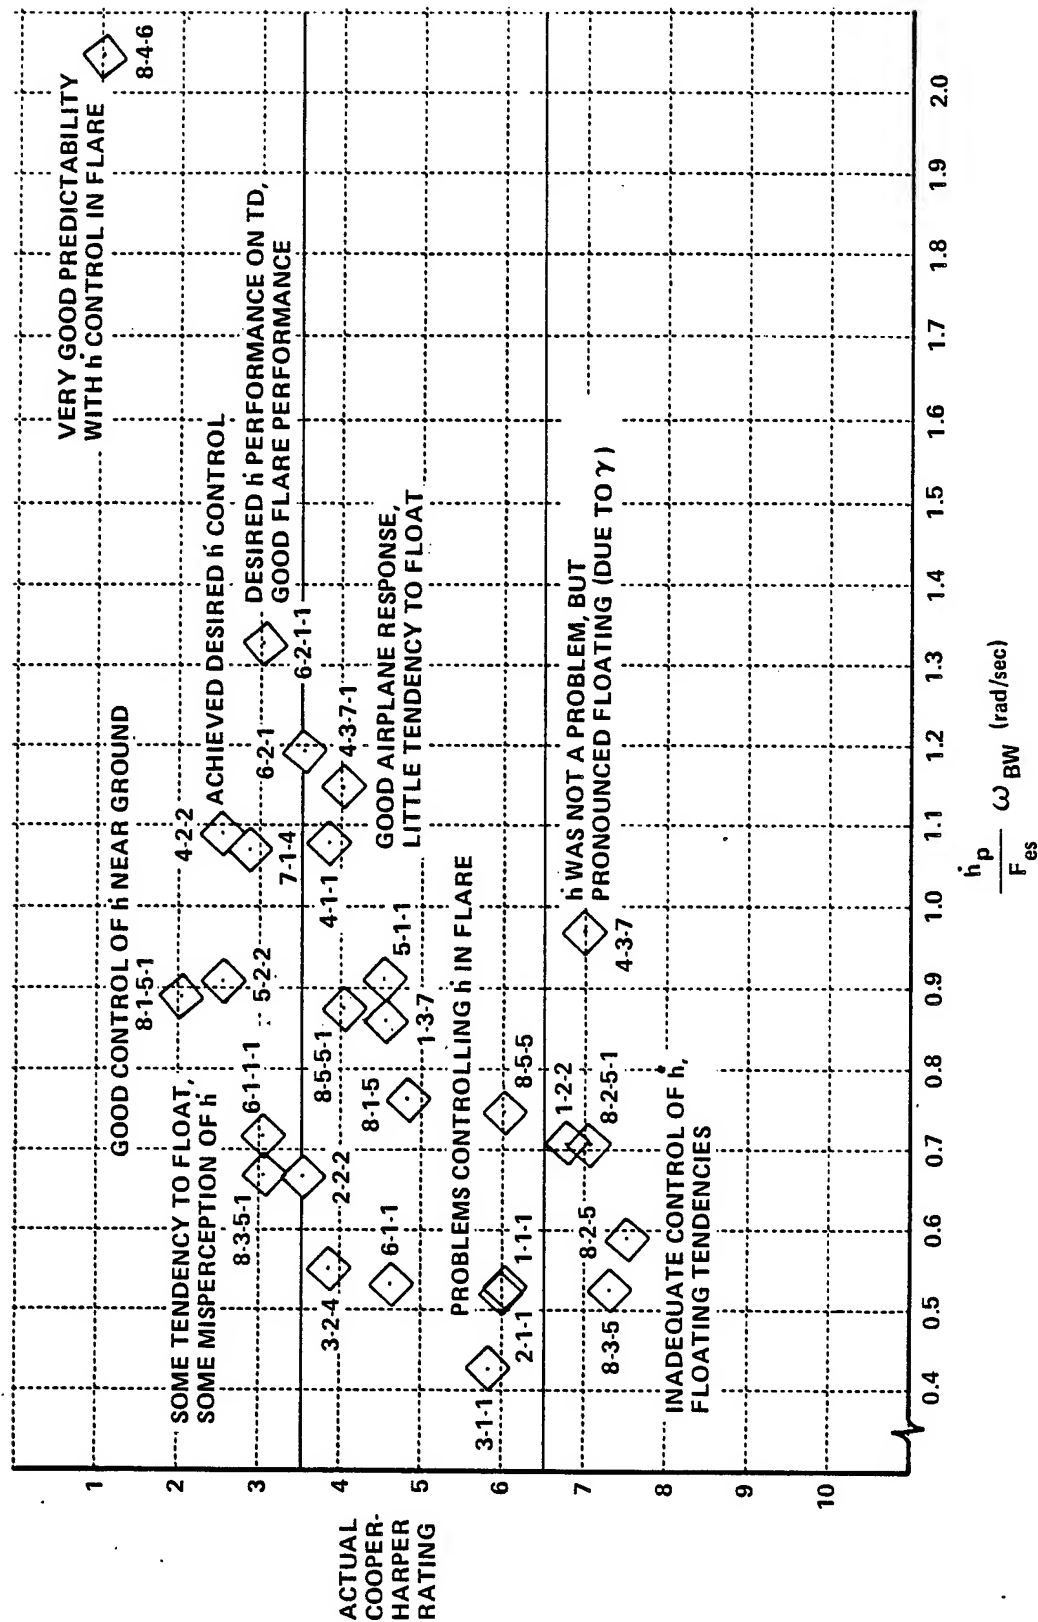 VERY GOOD PREDICTABILITY
WITH ḣ CONTROL IN FLARE
8-4-6
GOOD CONTROL OF ḣ NEAR GROUND
8-1-5-1
5-2-2
4-2-2
ACHIEVED DESIRED ḣ CONTROL
7-1-4
DESIRED ḣ PERFORMANCE ON TD,
GOOD FLARE PERFORMANCE
6-2-1-1
6-2-1
4-3-7-1
4-1-1
SOME TENDENCY TO FLOAT,
SOME MISPERCEPTION OF ḣ
6-1-1-1
8-3-5-1
2-2-2
GOOD AIRPLANE RESPONSE,
LITTLE TENDENCY TO FLOAT
8-5-5-1
5-1-1
1-3-7
8-1-5
3-2-4
6-1-1
PROBLEMS CONTROLLING ḣ IN FLARE
8-5-5
1-1-1
2-1-1
3-1-1
ḣ WAS NOT A PROBLEM, BUT
PRONOUNCED FLOATING (DUE TO γ)
4-3-7
1-2-2
8-2-5-1
8-2-5
8-3-5
INADEQUATE CONTROL OF ḣ,
FLOATING TENDENCIES
ACTUAL
COOPER-
HARPER
RATING
1
2
3
4
5
6
7
8
9
10
0.4 0.5 0.6 0.7 0.8 0.9 1.0 1.1 1.2 1.3 1.4 1.5 1.6 1.7 1.8 1.9 2.0
ḣp
Fes
ωBW (rad/sec)